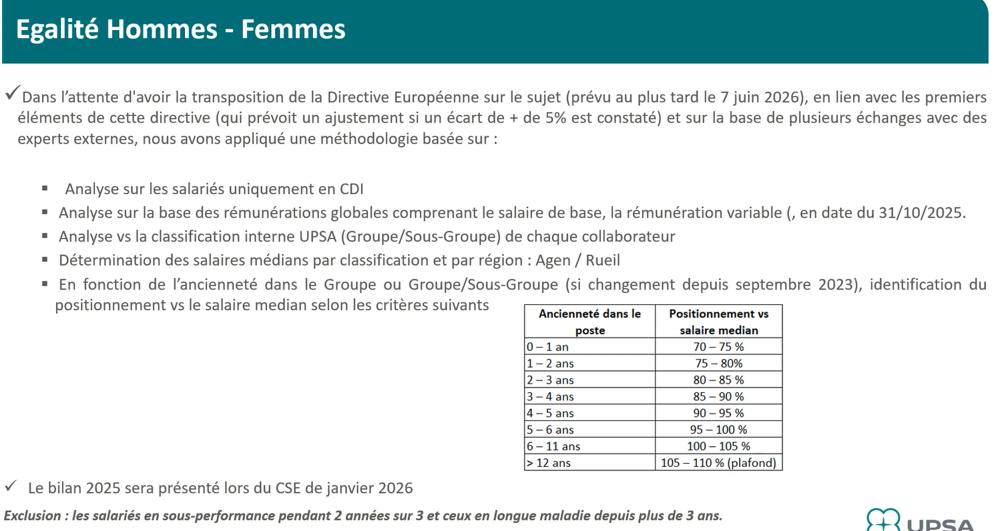 Egalité Hommes - Femmes
✓Dans l’attente d'avoir la transposition de la Directive Européenne sur le sujet (prévu au plus tard le 7 juin 2026), en lien avec les premiers
éléments de cette directive (qui prévoit un ajustement si un écart de + de 5% est constaté) et sur la base de plusieurs échanges avec des
experts externes, nous avons appliqué une méthodologie basée sur :
▪ Analyse sur les salariés uniquement en CDI
▪ Analyse sur la base des rémunérations globales comprenant le salaire de base, la rémunération variable (, en date du 31/10/2025.
▪ Analyse vs la classification interne UPSA (Groupe/Sous-Groupe) de chaque collaborateur
▪ Détermination des salaires médians par classification et par région : Agen / Rueil
▪ En fonction de l’ancienneté dans le Groupe ou Groupe/Sous-Groupe (si changement depuis septembre 2023), identification du
positionnement vs le salaire median selon les critères suivants
Ancienneté dans le poste | Positionnement vs salaire median
0 – 1 an | 70 – 75 %
1 – 2 ans | 75 – 80%
2 – 3 ans | 80 – 85 %
3 – 4 ans | 85 – 90 %
4 – 5 ans | 90 – 95 %
5 – 6 ans | 95 – 100 %
6 – 11 ans | 100 – 105 %
> 12 ans | 105 – 110 % (plafond)
✓ Le bilan 2025 sera présenté lors du CSE de janvier 2026
Exclusion : les salariés en sous-performance pendant 2 années sur 3 et ceux en longue maladie depuis plus de 3 ans.
UPSA